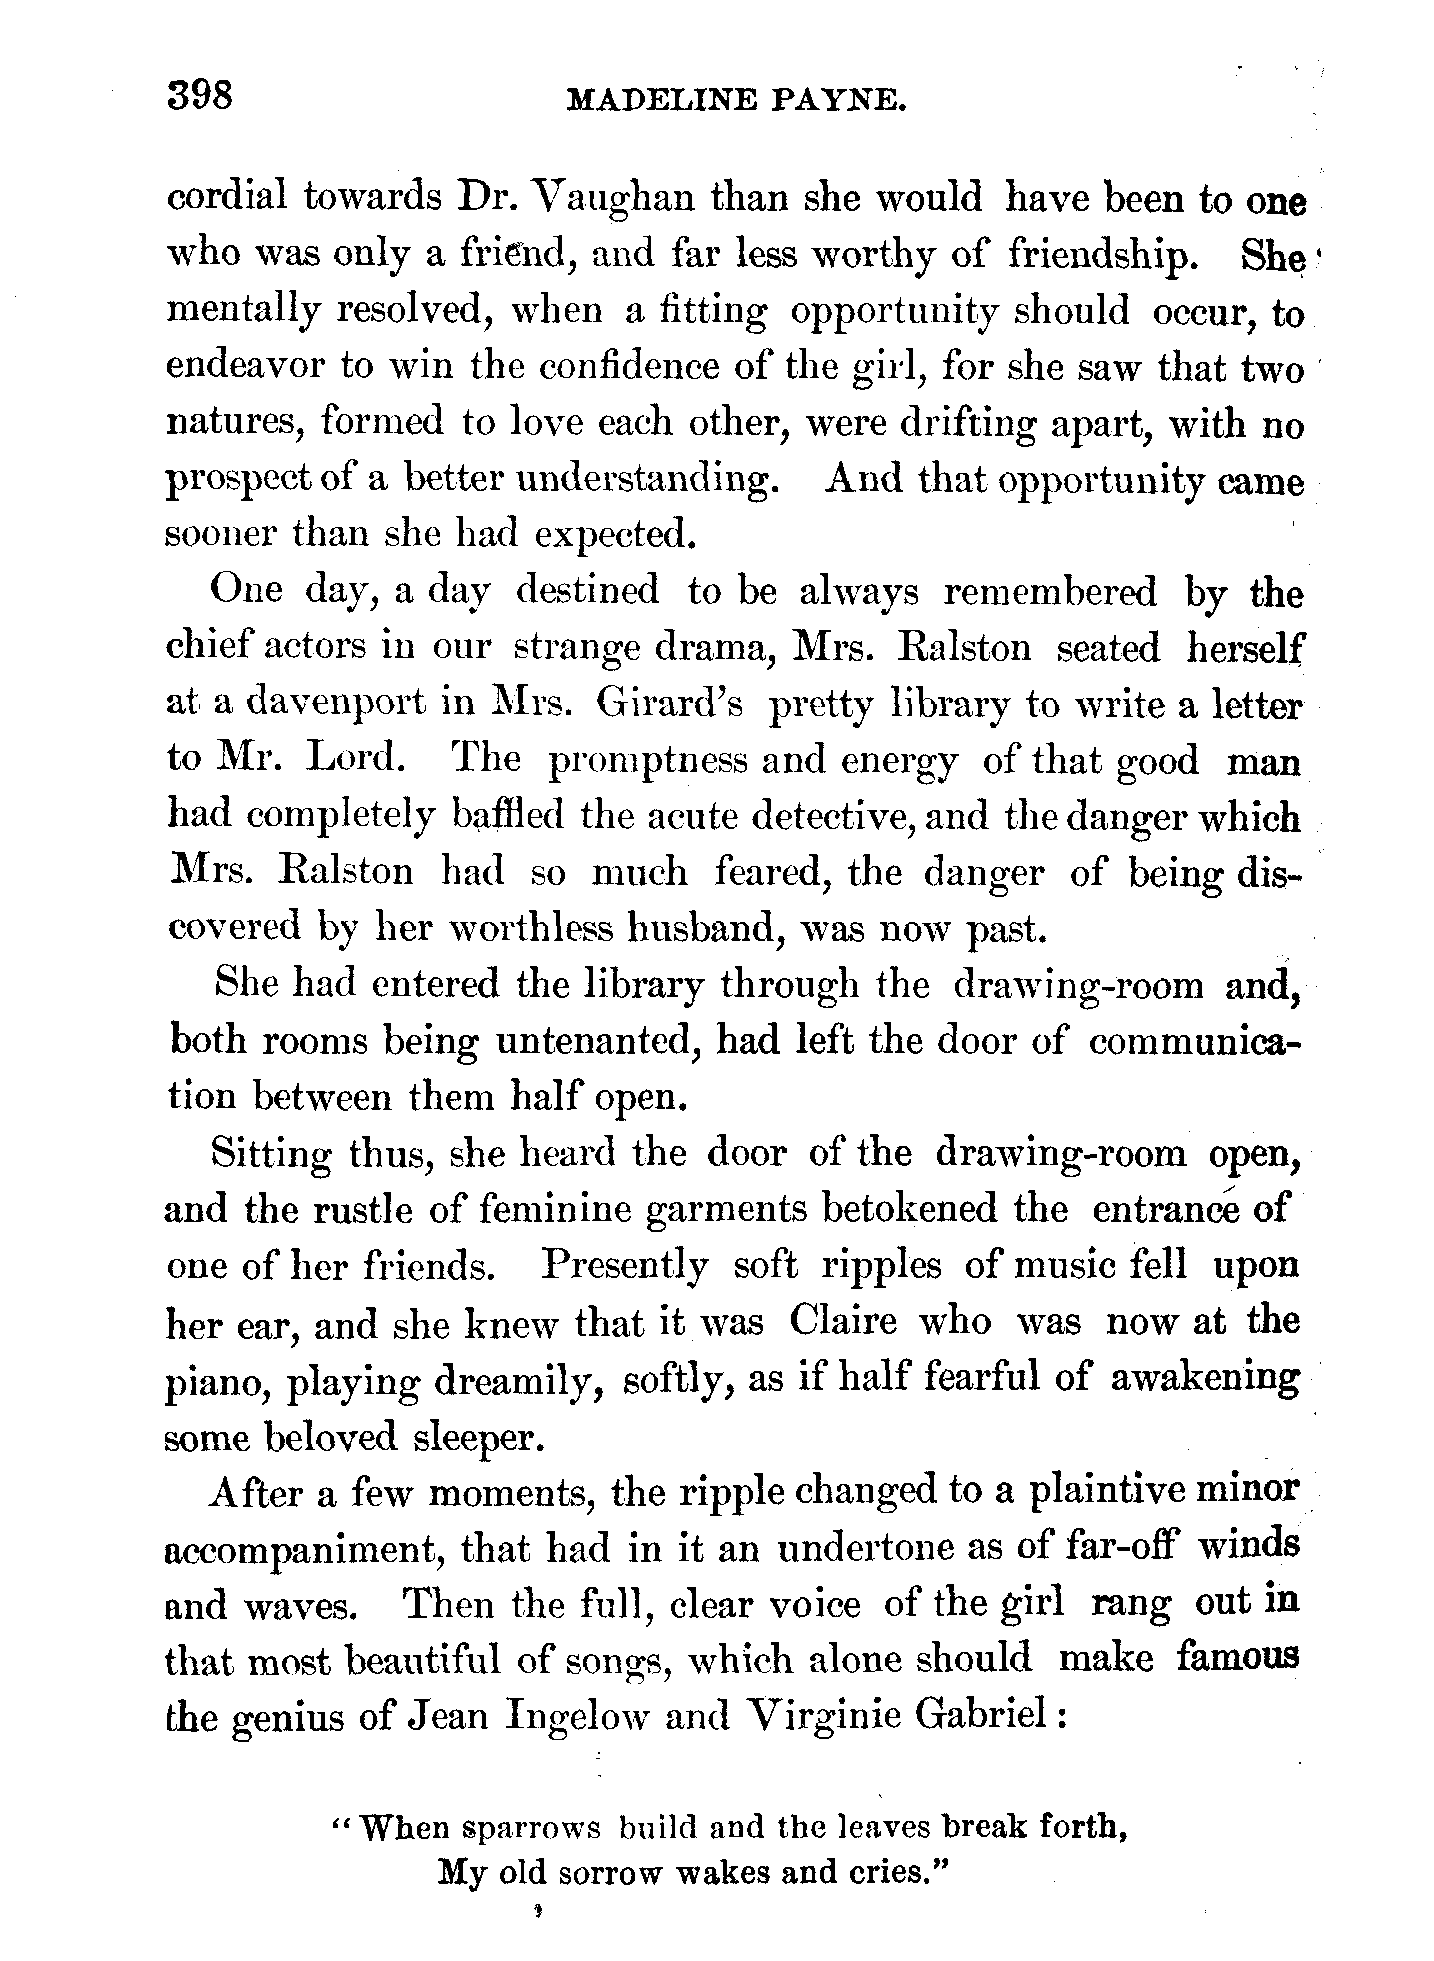 398 MADELINE PAYNE.
cordial towards Dr. Vaughan than she would have been to one
who was only a friend, and far less worthy of friendship. She
mentally resolved, when a fitting opportunity should occur, to
endeavor to win the confidence of the girl, for she saw that two
natures, formed to love each other, were drifting apart, with no
prospect of a better understanding. And that opportunity came
sooner than she had expected.
One day, a day destined to be always remembered by the
chief actors in our strange drama, Mrs. Ralston seated herself
at a davenport in Mrs. Girard's pretty library to write a letter
to Mr. Lord. The promptness and energy of that good man
had completely baffled the acute detective, and the danger which
Mrs. Ralston had so much feared, the danger of being dis-
covered by her worthless husband, was now past.
She had entered the library through the drawing-room and,
both rooms being untenanted, had left the door of communica-
tion between them half open.
Sitting thus, she heard the door of the drawing-room open,
and the rustle of feminine garments betokened the entrance of
one of her friends. Presently soft ripples of music fell upon
her ear, and she knew that it was Claire who was now at the
piano, playing dreamily, softly, as if half fearful of awakening
some beloved sleeper.
After a few moments, the ripple changed to a plaintive minor
accompaniment, that had in it an undertone as of far-off winds
and waves. Then the full, clear voice of the girl rang out in
that most beautiful of songs, which alone should make famous
the genius of Jean Ingelow and Virginie Gabriel:
"When sparrows build and the leaves break forth,
My old sorrow wakes and cries."